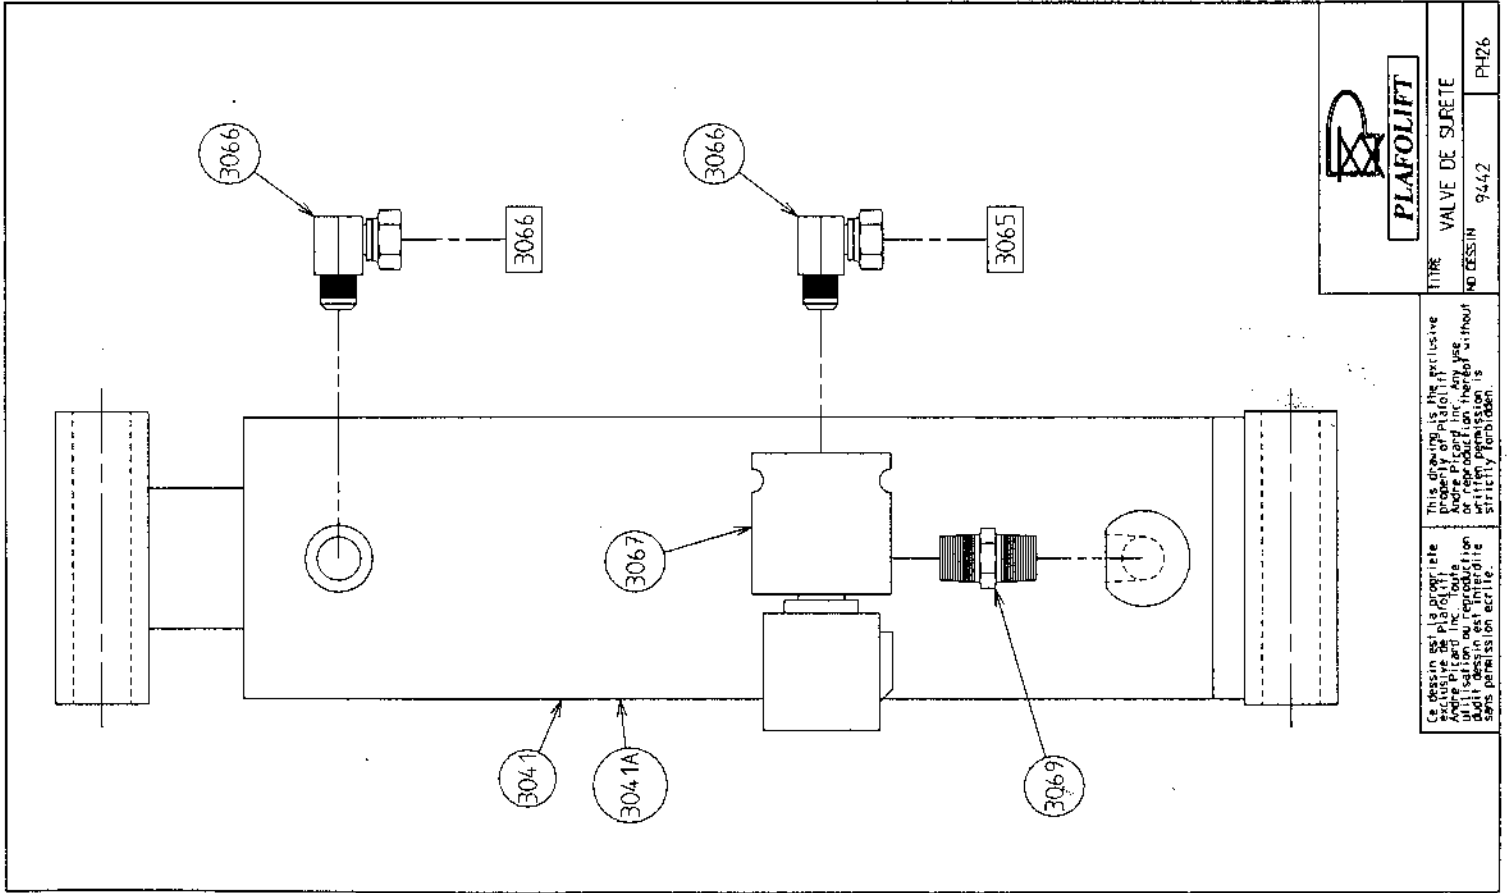 3066
3066
3066
3065
3067
3041
3041A
3069
PLAFOLIFT
TITRE
VALVE DE SURETE
NO DESSIN
9442
PH26
This drawing is the exclusive
property of Plafolift
Andre Picard Inc. Any use
or reproduction thereof without
written permission is
strictly forbidden.
Ce dessin est la propriete
exclusive de Plafolift
Andre Picard Inc. Toute
utilisation ou reproduction
dudit dessin est interdite
sans permission ecrite.